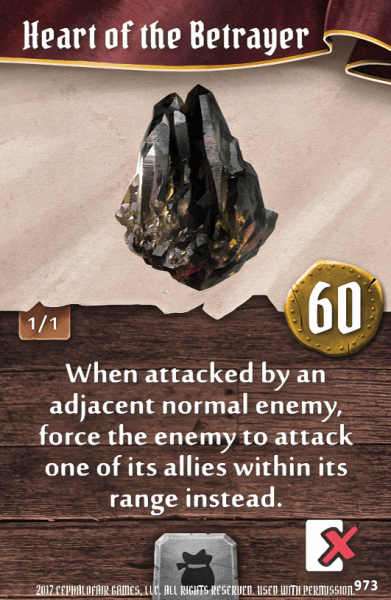 Heart of the Betrayer
60
1/1
When attacked by an
adjacent normal enemy,
force the enemy to attack
one of its allies within its
range instead.
2017 CEPHALOFAIR GAMES, LLC. ALL RIGHTS RESERVED. USED WITH PERMISSION.
973